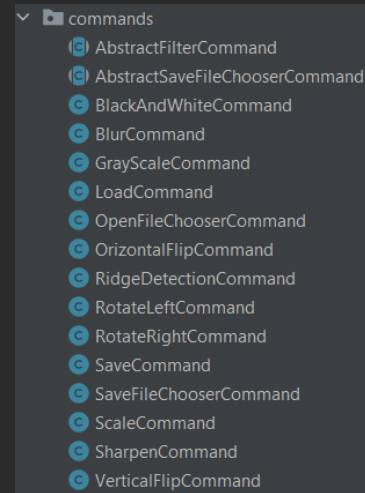 commands
AbstractFilterCommand
AbstractSaveFileChooserCommand
BlackAndWhiteCommand
BlurCommand
GrayScaleCommand
LoadCommand
OpenFileChooserCommand
OrizontalFlipCommand
RidgeDetectionCommand
RotateLeftCommand
RotateRightCommand
SaveCommand
SaveFileChooserCommand
ScaleCommand
SharpenCommand
VerticalFlipCommand